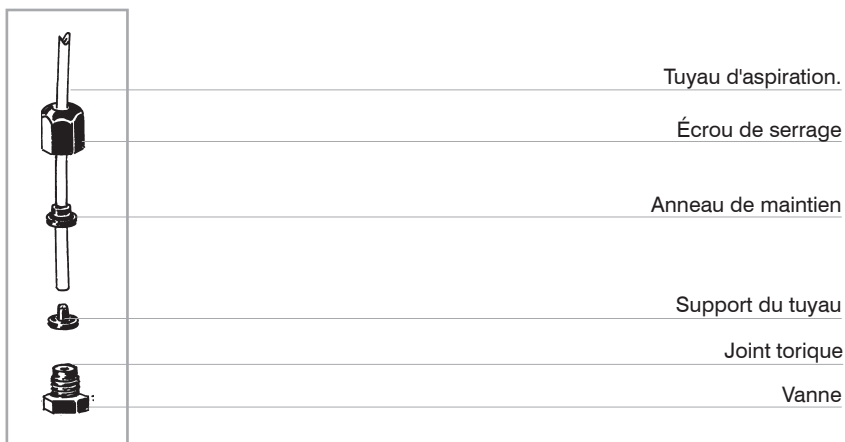 Tuyau d'aspiration.
Écrou de serrage
Anneau de maintien
Support du tuyau
Joint torique
Vanne